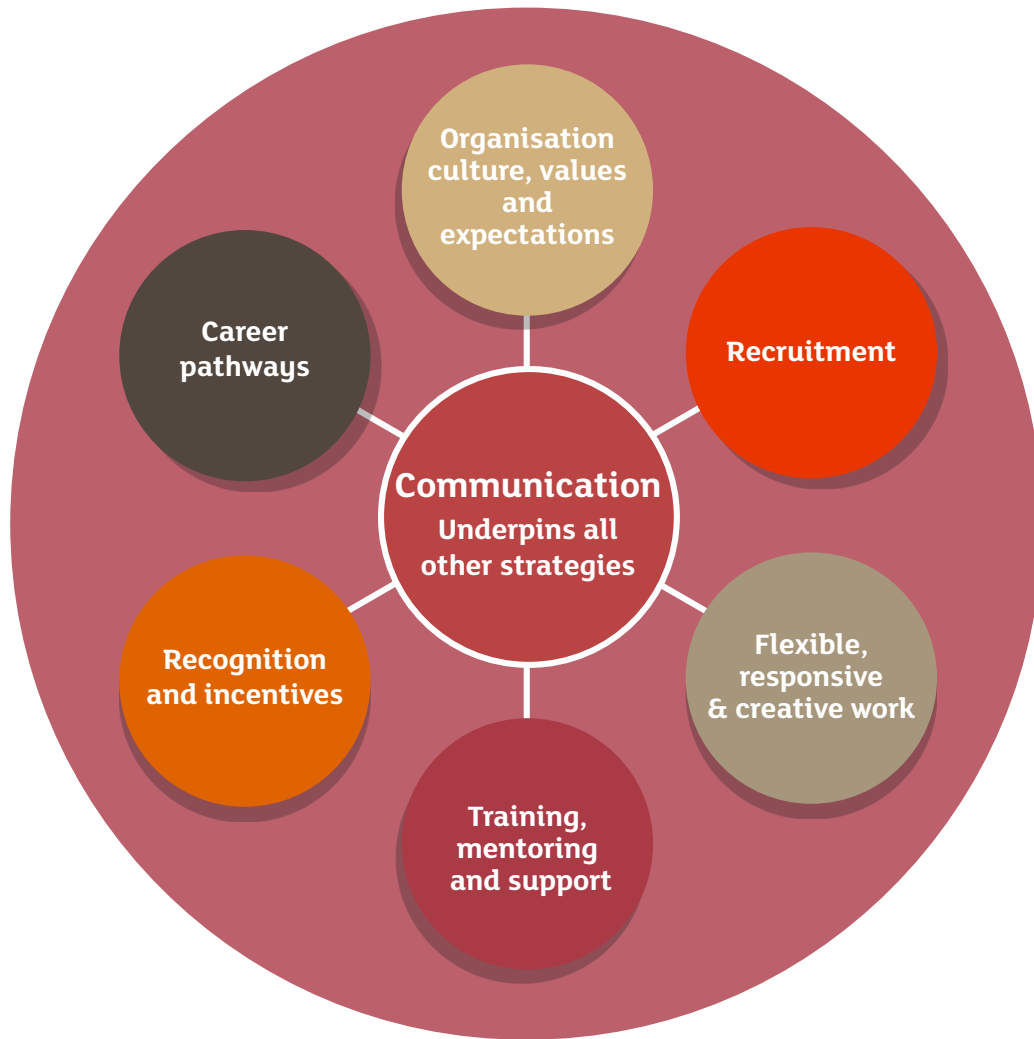 Organisation
culture, values
and
expectations
Career
pathways
Recruitment
Communication
Underpins all
other strategies
Recognition
and incentives
Flexible,
responsive
& creative work
Training,
mentoring
and support